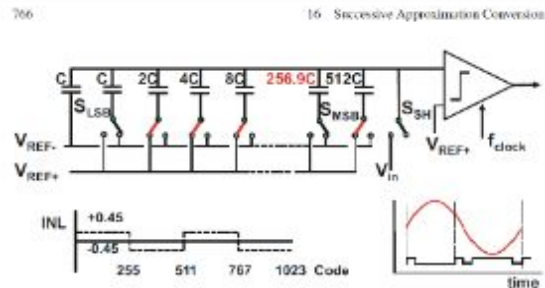 766
16 Successive Approximation Conversion
C C 2C 4C 8C 256.9C 512C
S_LSB S_MSB S_SH
V_REF-
V_REF+
V_in
V_REF+
f_clock
INL
+0.45
-0.45
255 511 767 1023 Code
time